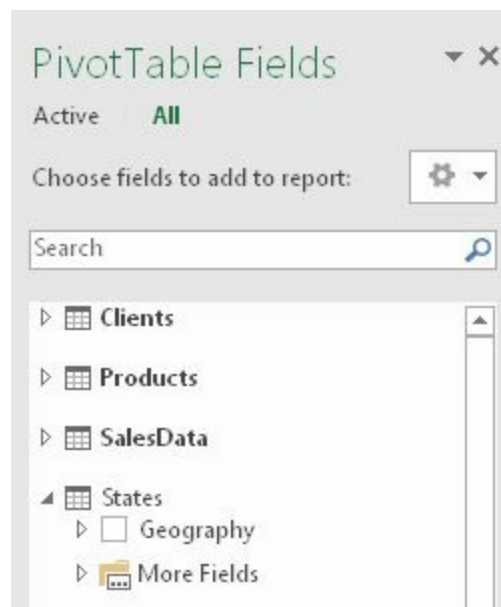 PivotTable Fields
Active All
Choose fields to add to report:
Search
Clients
Products
SalesData
States
Geography
More Fields